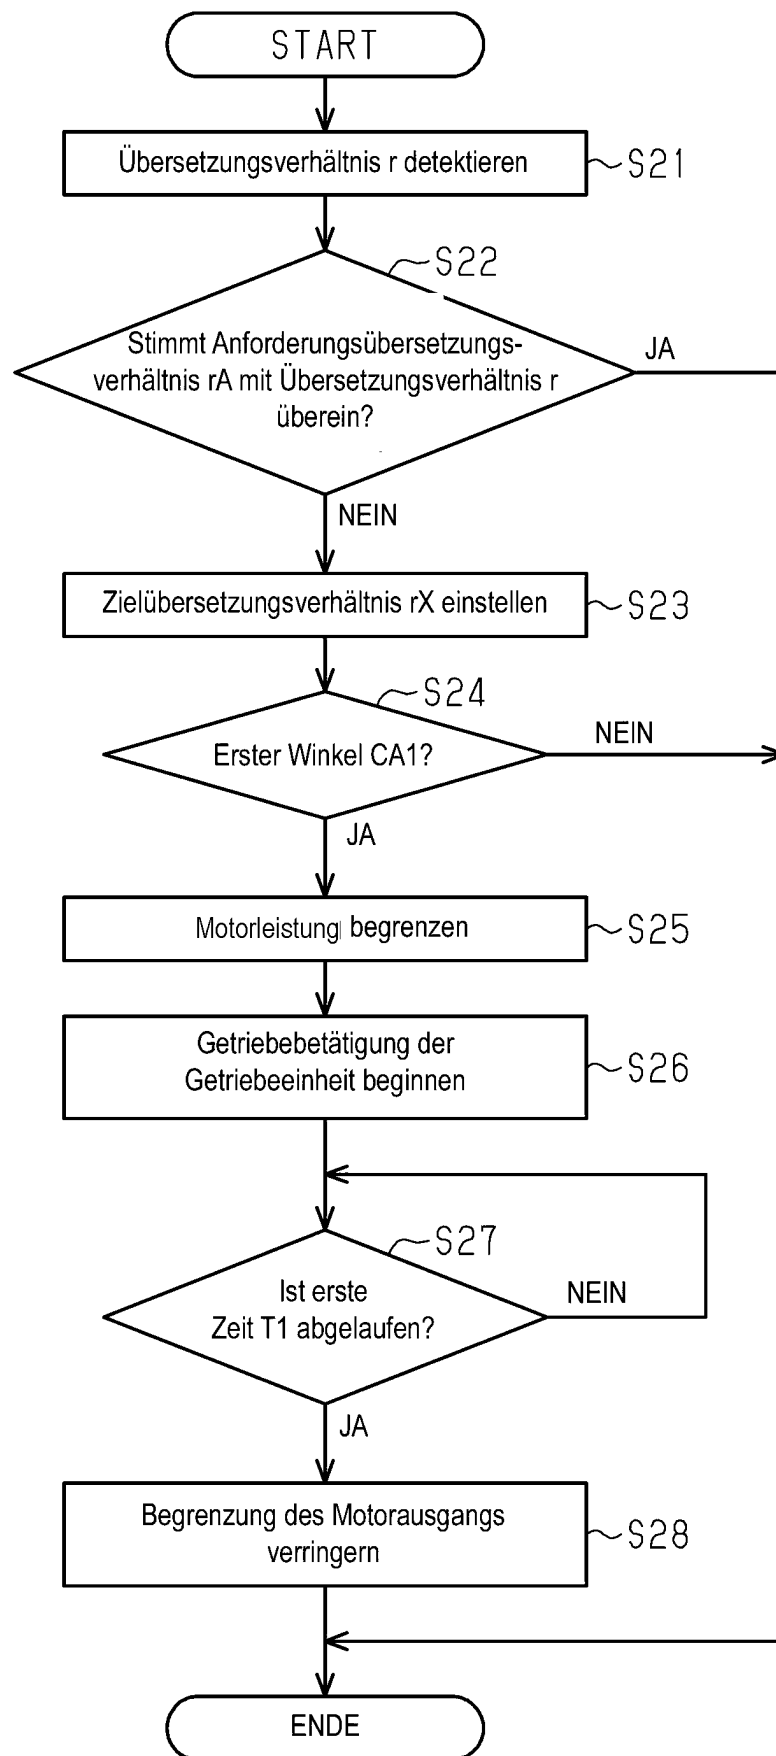 START
Übersetzungsverhältnis r detektieren
S21
S22
Stimmt Anforderungsübersetzungs-
verhältnis rA mit Übersetzungsverhältnis r
überein?
JA
NEIN
Zielübersetzungsverhältnis rX einstellen
S23
S24
Erster Winkel CA1?
NEIN
JA
Motorleistung begrenzen
S25
Getriebebetätigung der
Getriebeeinheit beginnen
S26
S27
Ist erste
Zeit T1 abgelaufen?
NEIN
JA
Begrenzung des Motorausgangs
verringern
S28
ENDE